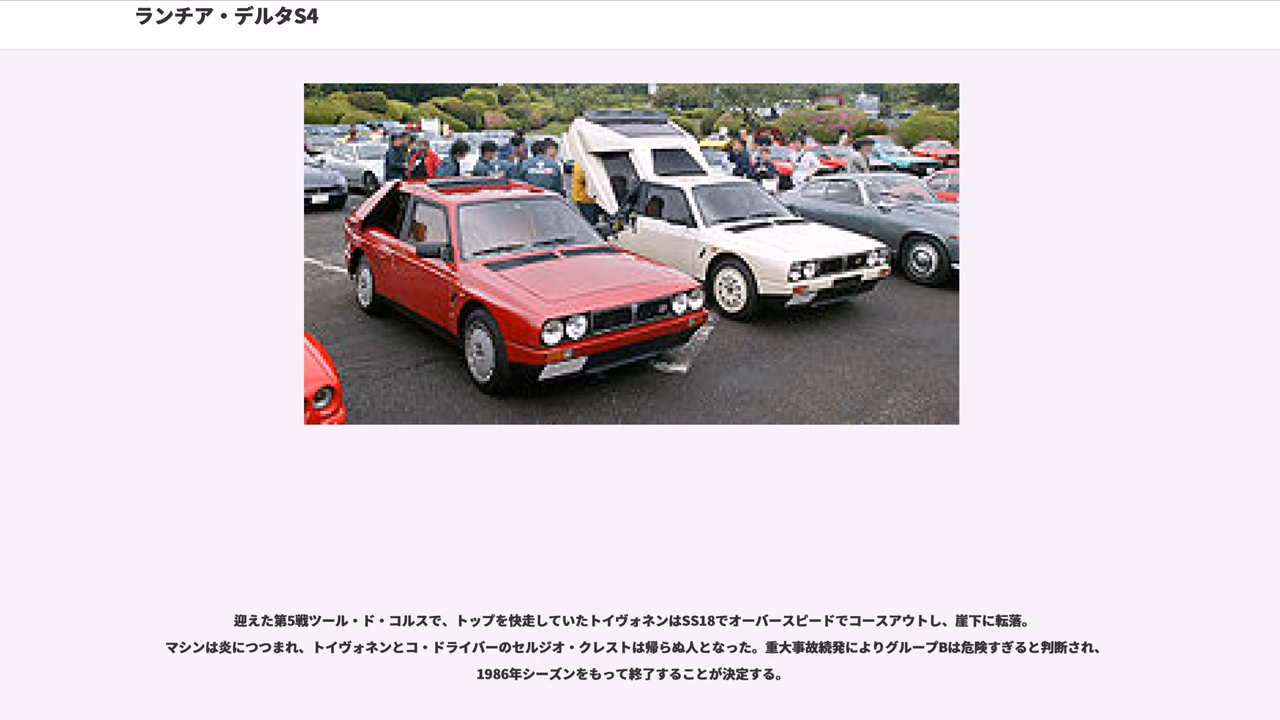 ランチア・デルタS4
迎えた第5戦ツール・ド・コルスで、トップを快走していたトイヴォネンはSS18でオーバースピードでコースアウトし、崖下に転落。
マシンは炎につつまれ、トイヴォネンとコ・ドライバーのセルジオ・クレストは帰らぬ人となった。重大事故続発によりグループBは危険すぎると判断され、
1986年シーズンをもって終了することが決定する。